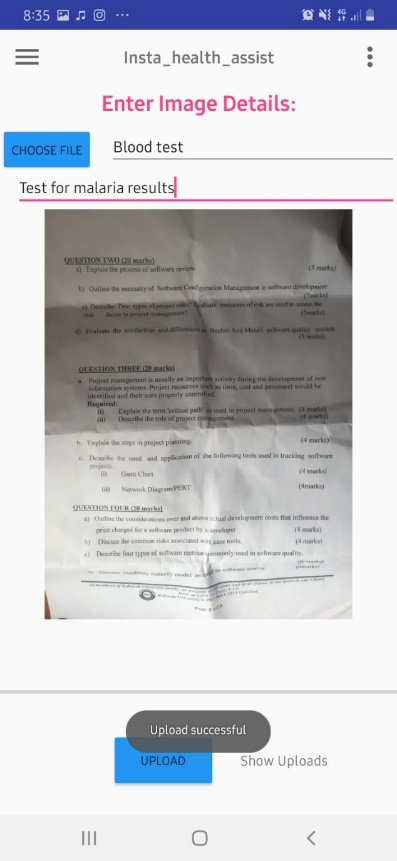 8:35
4G
Insta_health_assist
Enter Image Details:
CHOOSE FILE
Blood test
Test for malaria results
QUESTION TWO (20 marks)
a) Explain the process of software review (5 marks)
b) Outline the necessity of Software Configuration Management in software development
(5marks)
c) Describe Two types of project risks? Evaluate measures of risk are used to assess the
risk factor in project management? (5marks)
d) Evaluate the similarities and differences in Boehm And Mccall software quality models
(5 marks)
QUESTION THREE (20 marks)
a. Project management is usually an important activity during the development of new
information systems. Project resources such as time, cost and personnel would be
identified and their uses properly controlled.
Required:
(i) Explain the term 'critical path' as used in project management. (4 marks)
(ii) Describe the role of project management (4 marks)
b. Explain the steps in project planning. (4 marks)
c. Describe the need and application of the following tools used in tracking software
projects.
(i) Gantt Chart (4 marks)
(ii) Network Diagram/PERT (4marks)
QUESTION FOUR (20 marks)
a) Outline the considerations over and above actual development costs that influence the
price charged for a software product by a developer (4 marks)
b) Discuss the common risks associated with case tools. (4 marks)
c) Describe four types of software metrics commonly used in software quality.
capability maturity model as in software quality
Page 2 of
Upload successful
UPLOAD
Show Uploads